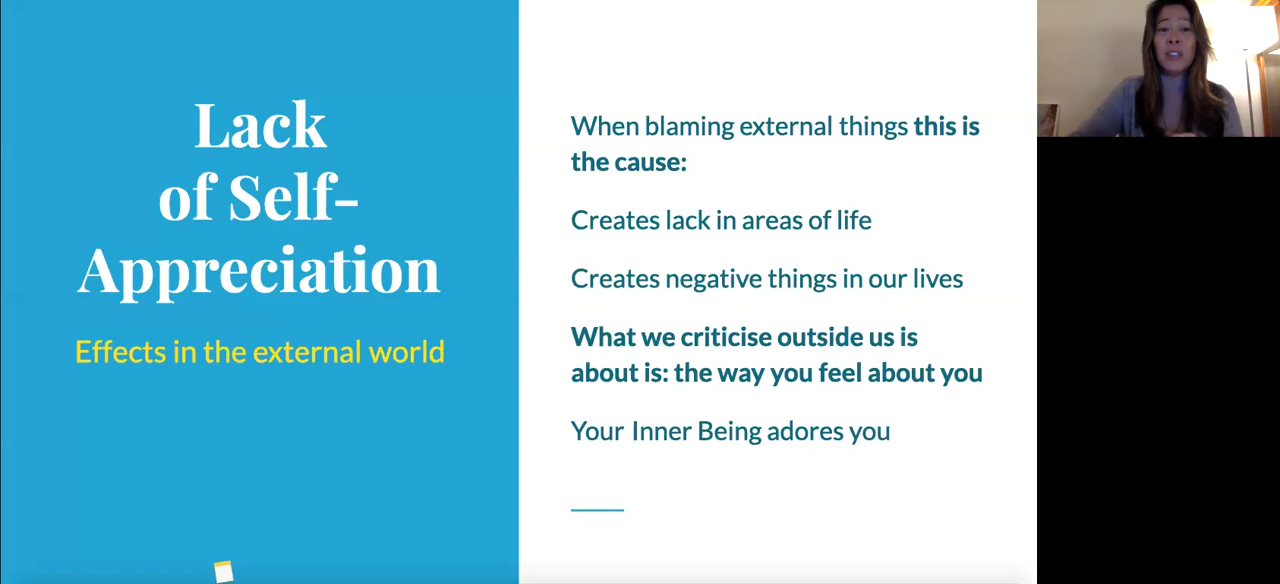 Lack
of Self-
Appreciation
Effects in the external world
When blaming external things this is
the cause:
Creates lack in areas of life
Creates negative things in our lives
What we criticise outside us is
about is: the way you feel about you
Your Inner Being adores you